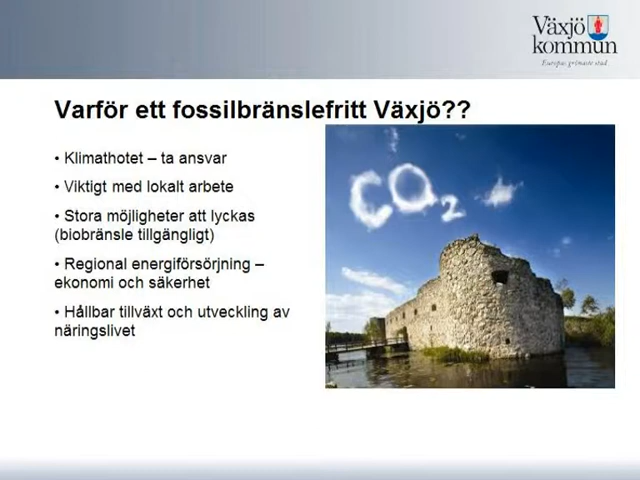 Växjö
kommun
Europas grönaste stad
Varför ett fossilbränslefritt Växjö??
• Klimathotet – ta ansvar
• Viktigt med lokalt arbete
• Stora möjligheter att lyckas
(biobränsle tillgängligt)
• Regional energiförsörjning –
ekonomi och säkerhet
• Hållbar tillväxt och utveckling av
näringslivet
CO2